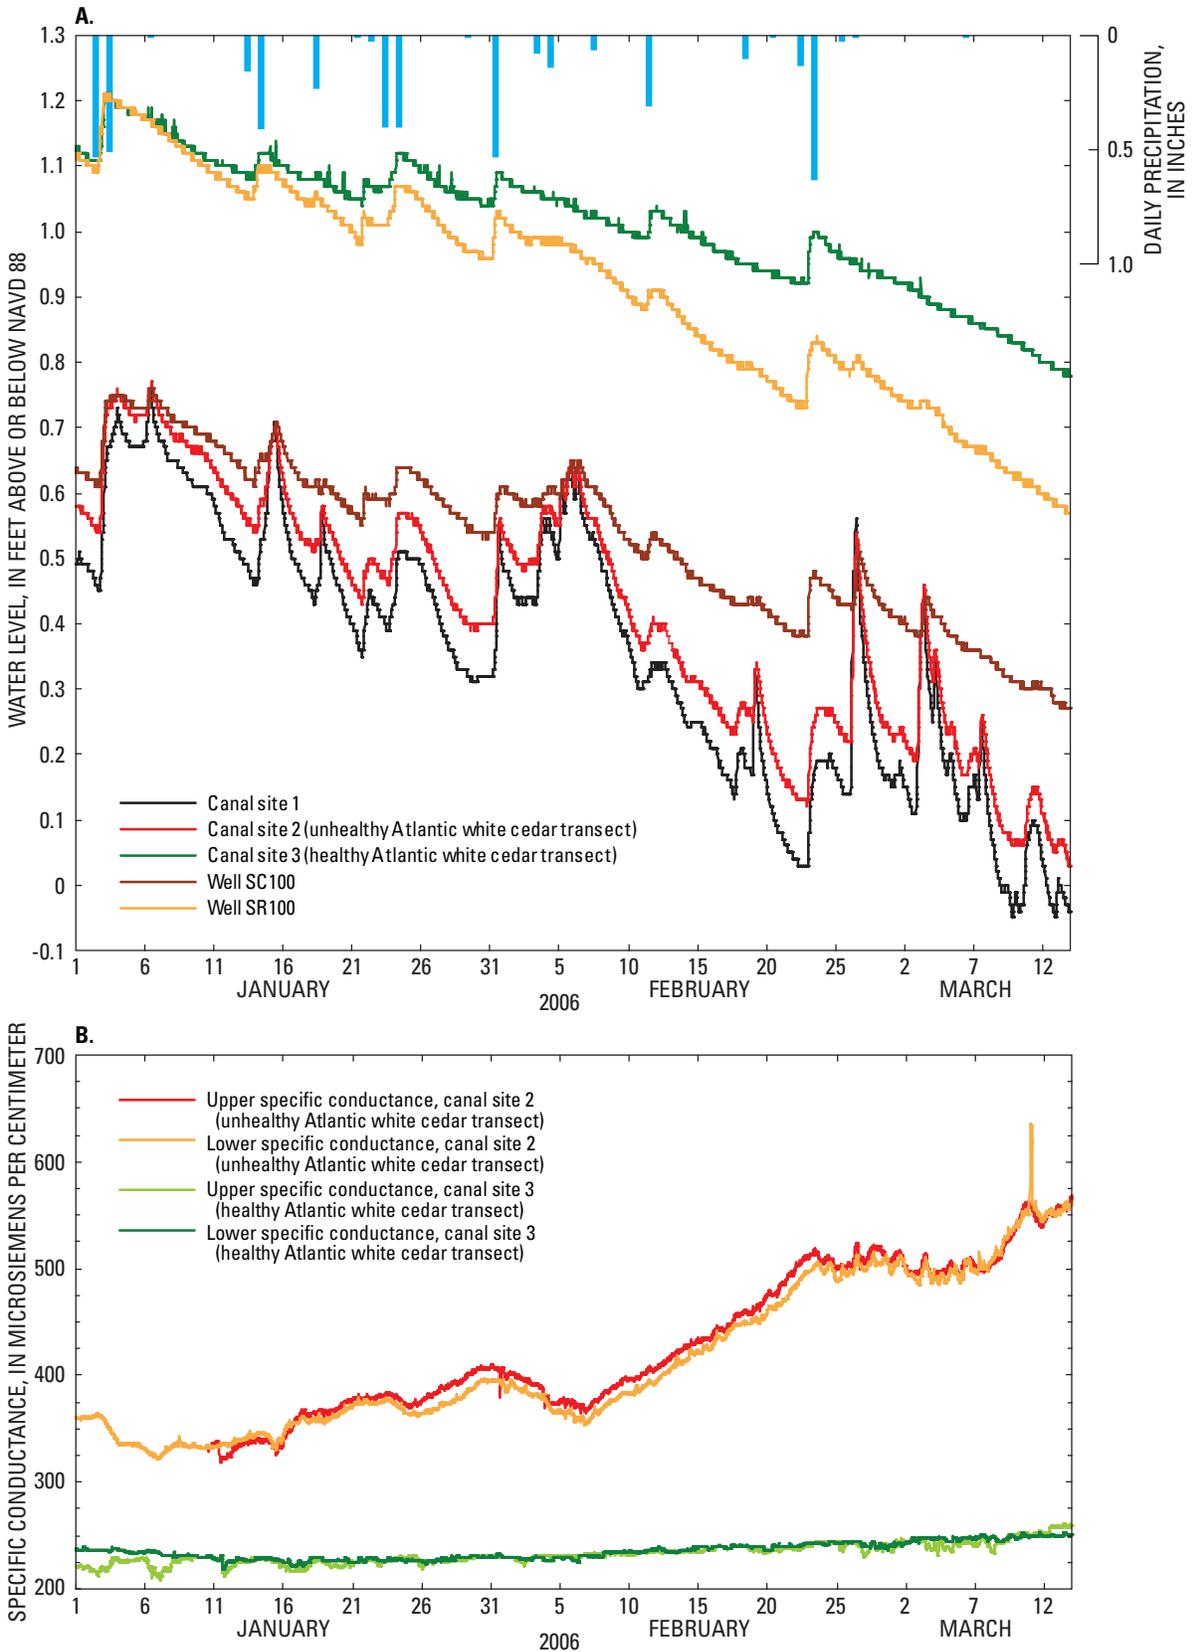 A.
1.3
1.2
1.1
1.0
0.9
0.8
0.7
0.6
0.5
0.4
0.3
0.2
0.1
0
-0.1
WATER LEVEL, IN FEET ABOVE OR BELOW NAVD 88
0
0.5
1.0
DAILY PRECIPITATION,
IN INCHES
Canal site 1
Canal site 2 (unhealthy Atlantic white cedar transect)
Canal site 3 (healthy Atlantic white cedar transect)
Well SC100
Well SR100
1 6 11 16 21 26 31 5 10 15 20 25 2 7 12
JANUARY FEBRUARY MARCH
2006
B.
700
600
500
400
300
200
SPECIFIC CONDUCTANCE, IN MICROSIEMENS PER CENTIMETER
Upper specific conductance, canal site 2
(unhealthy Atlantic white cedar transect)
Lower specific conductance, canal site 2
(unhealthy Atlantic white cedar transect)
Upper specific conductance, canal site 3
(healthy Atlantic white cedar transect)
Lower specific conductance, canal site 3
(healthy Atlantic white cedar transect)
1 6 11 16 21 26 31 5 10 15 20 25 2 7 12
JANUARY FEBRUARY MARCH
2006